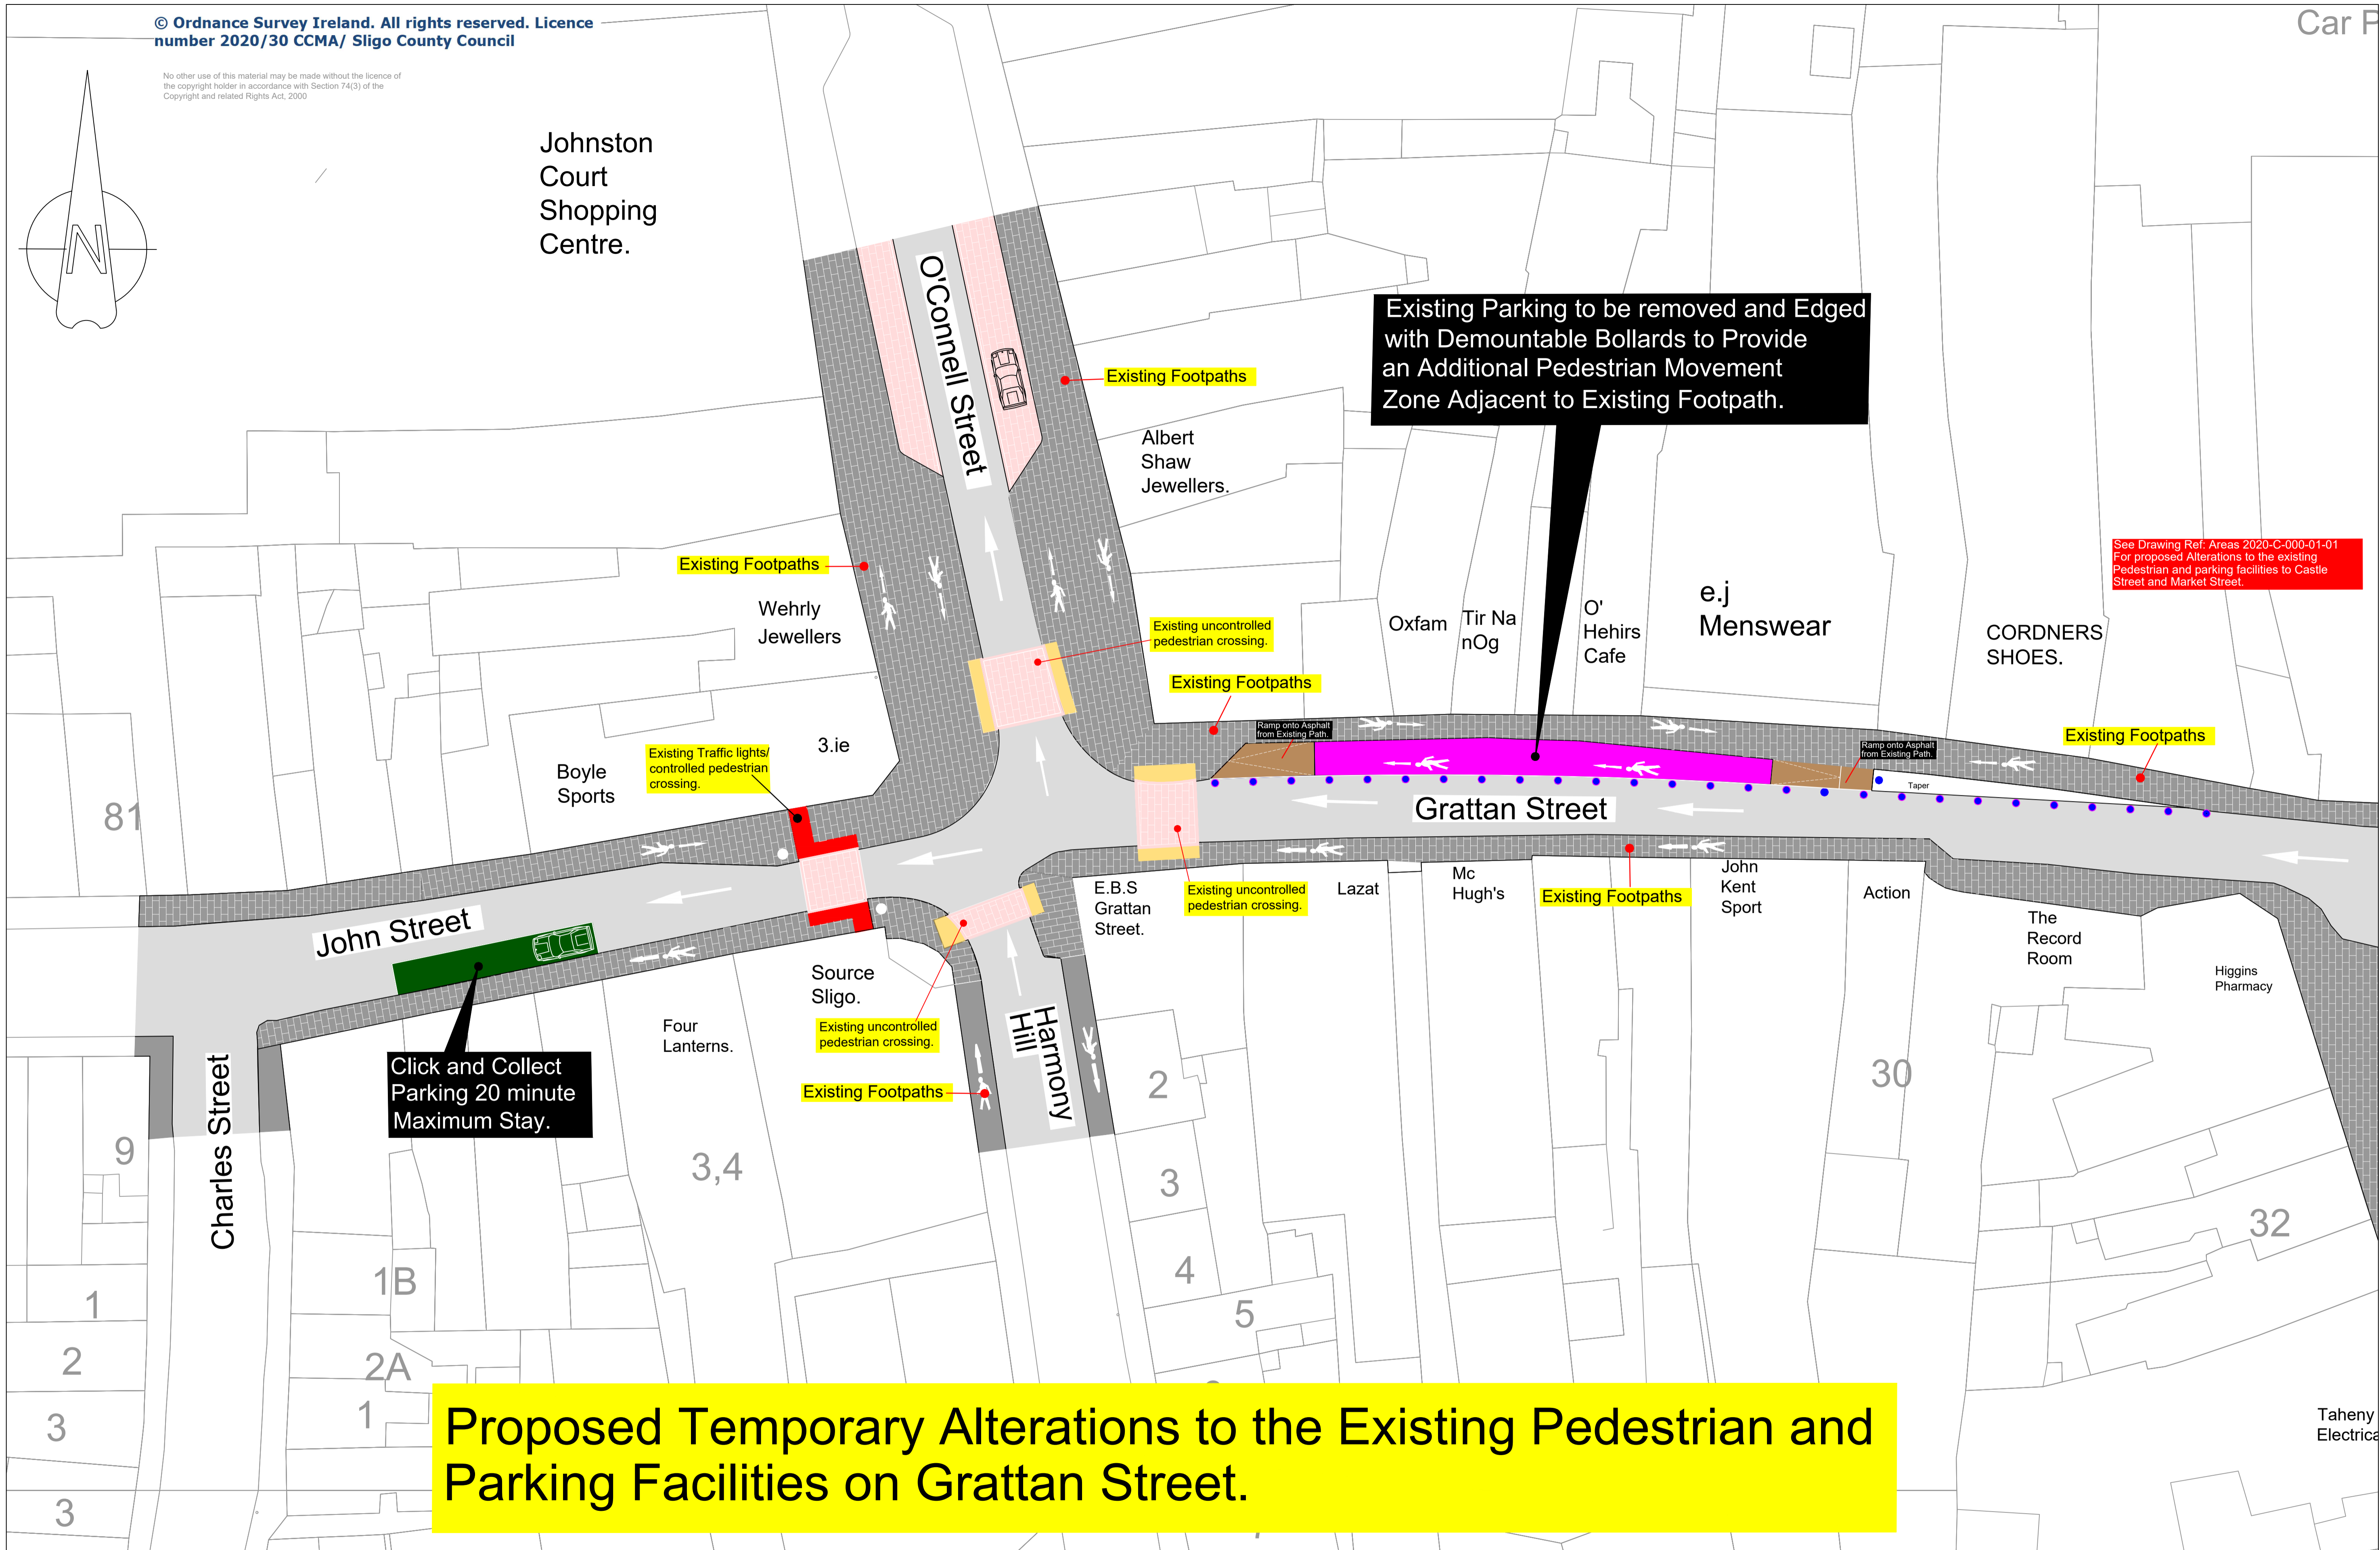 © Ordnance Survey Ireland. All rights reserved. Licence
number 2020/30 CCMA/ Sligo County Council
No other use of this material may be made without the licence of
the copyright holder in accordance with Section 74(3) of the
Copyright and related Rights Act, 2000
Car P
N
Johnston
Court
Shopping
Centre.
O'Connell Street
Existing Parking to be removed and Edged
with Demountable Bollards to Provide
an Additional Pedestrian Movement
Zone Adjacent to Existing Footpath.
Existing Footpaths
Albert
Shaw
Jewellers.
Existing Footpaths
Wehrly
Jewellers
See Drawing Ref: Areas 2020-C-000-01-01
For proposed Alterations to the existing
Pedestrian and parking facilities to Castle
Street and Market Street.
Existing uncontrolled
pedestrian crossing.
Oxfam
Tir Na
nOg
O'
Hehirs
Cafe
e.j
Menswear
CORDNERS
SHOES.
Existing Footpaths
Ramp onto Asphalt
from Existing Path.
Ramp onto Asphalt
from Existing Path.
Existing Footpaths
Taper
Existing Traffic lights/
controlled pedestrian
crossing.
3.ie
Boyle
Sports
81
Grattan Street
E.B.S
Grattan
Street.
Existing uncontrolled
pedestrian crossing.
Lazat
Mc
Hugh's
Existing Footpaths
John
Kent
Sport
Action
The
Record
Room
Higgins
Pharmacy
John Street
Source
Sligo.
Four
Lanterns.
Existing uncontrolled
pedestrian crossing.
Harmony
Hill
Existing Footpaths
Click and Collect
Parking 20 minute
Maximum Stay.
Charles Street
9
3,4
2
30
3
32
1B
4
1
5
2
2A
3
1
3
Taheny
Electrica
Proposed Temporary Alterations to the Existing Pedestrian and
Parking Facilities on Grattan Street.